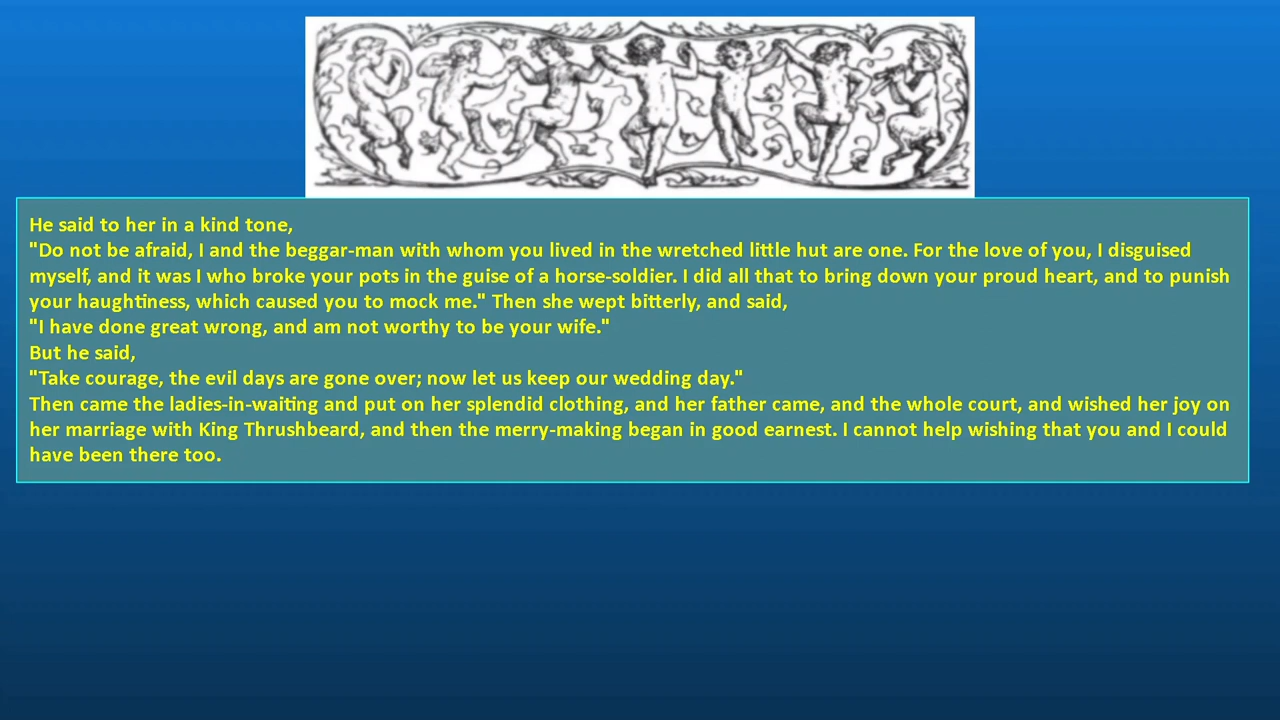 He said to her in a kind tone,
"Do not be afraid, I and the beggar-man with whom you lived in the wretched little hut are one. For the love of you, I disguised
myself, and it was I who broke your pots in the guise of a horse-soldier. I did all that to bring down your proud heart, and to punish
your haughtiness, which caused you to mock me." Then she wept bitterly, and said,
"I have done great wrong, and am not worthy to be your wife."
But he said,
"Take courage, the evil days are gone over; now let us keep our wedding day."
Then came the ladies-in-waiting and put on her splendid clothing, and her father came, and the whole court, and wished her joy on
her marriage with King Thrushbeard, and then the merry-making began in good earnest. I cannot help wishing that you and I could
have been there too.